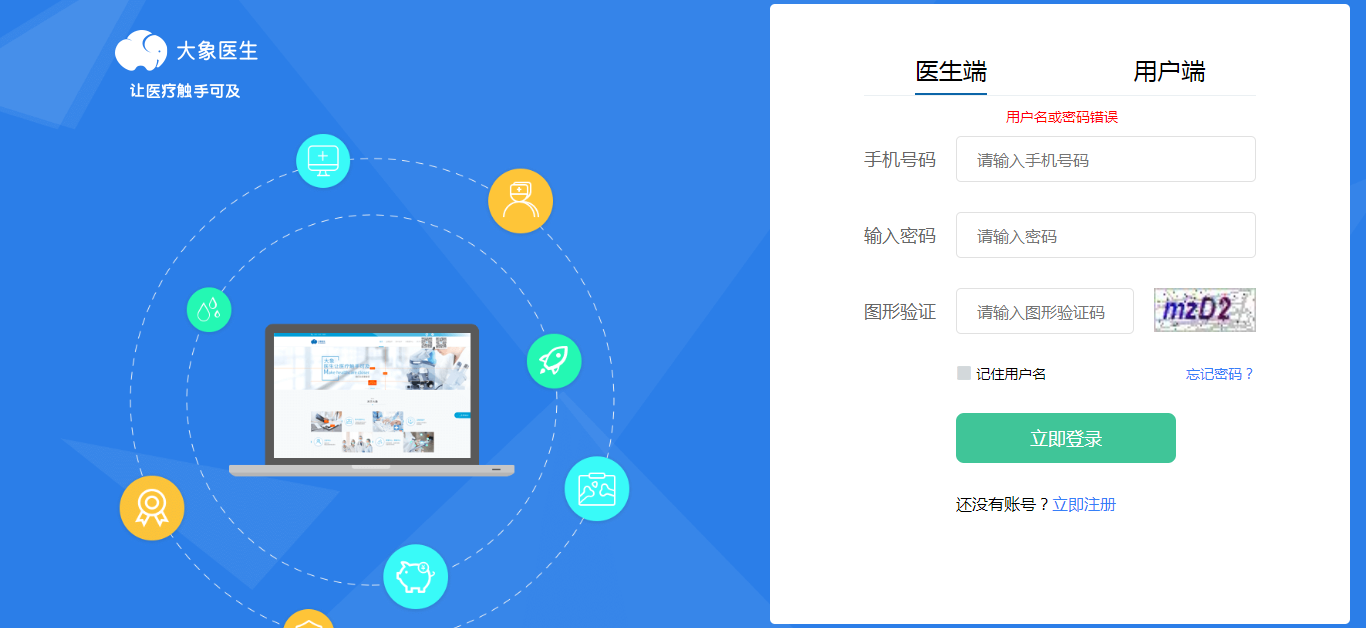 大象医生
让医疗触手可及
医生端
用户端
用户名或密码错误
手机号码
请输入手机号码
输入密码
请输入密码
图形验证
请输入图形验证码
mzD2
记住用户名
忘记密码？
立即登录
还没有账号？立即注册